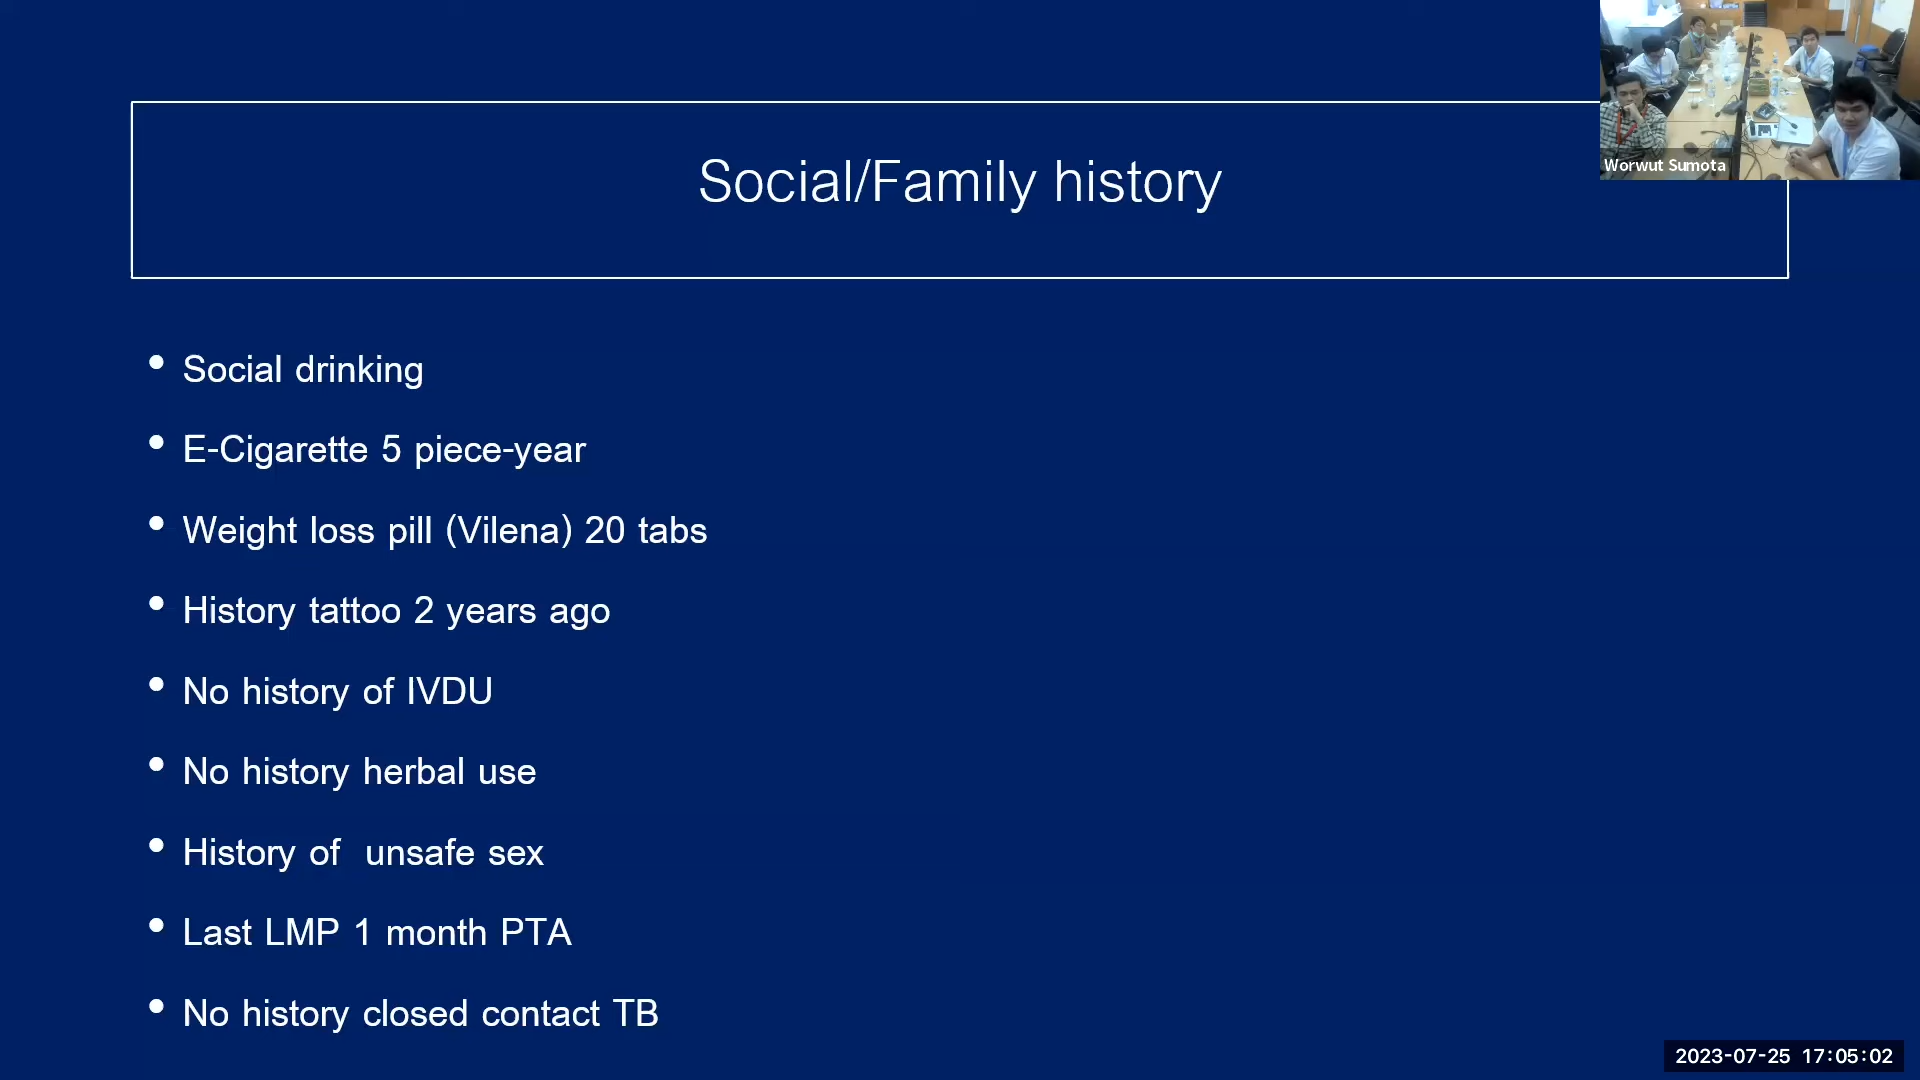 Worwut Sumota
Social/Family history
• Social drinking
• E-Cigarette 5 piece-year
• Weight loss pill (Vilena) 20 tabs
• History tattoo 2 years ago
• No history of IVDU
• No history herbal use
• History of  unsafe sex
• Last LMP 1 month PTA
• No history closed contact TB
2023-07-25 17:05:02